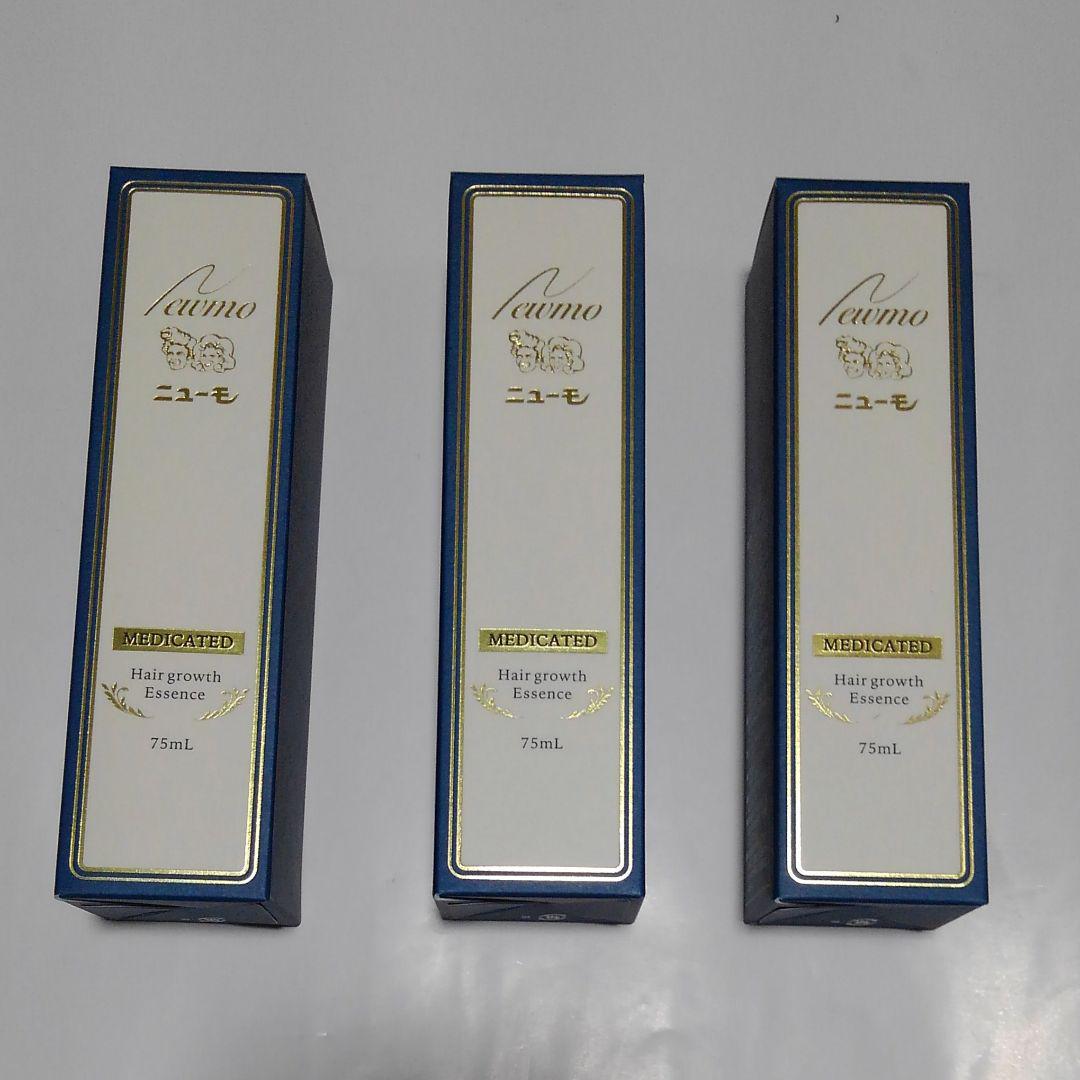 Newmo
ニューモ
MEDICATED
Hair growth
Essence
75mL
Newmo
ニューモ
MEDICATED
Hair growth
Essence
75mL
Newmo
ニューモ
MEDICATED
Hair growth
Essence
75mL